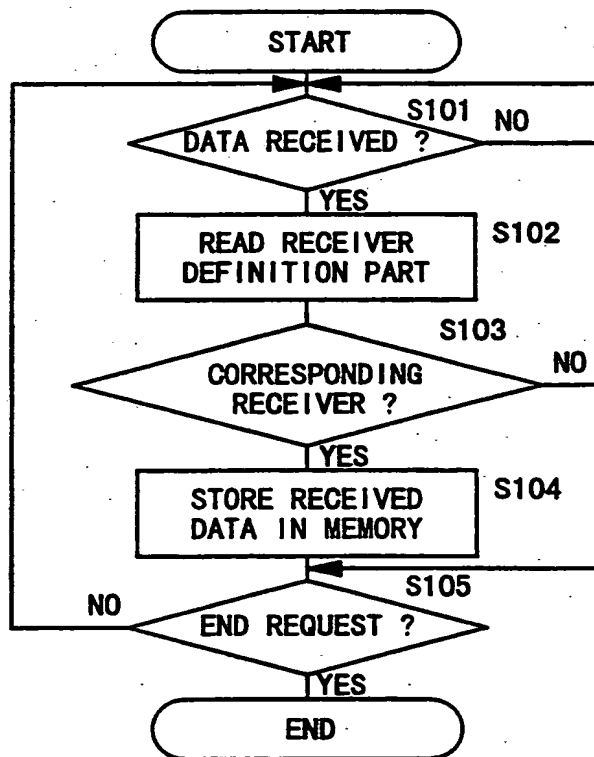 START
S101
DATA RECEIVED ?
NO
YES
S102
READ RECEIVER
DEFINITION PART
S103
CORRESPONDING
RECEIVER ?
NO
YES
S104
STORE RECEIVED
DATA IN MEMORY
S105
NO
END REQUEST ?
YES
END